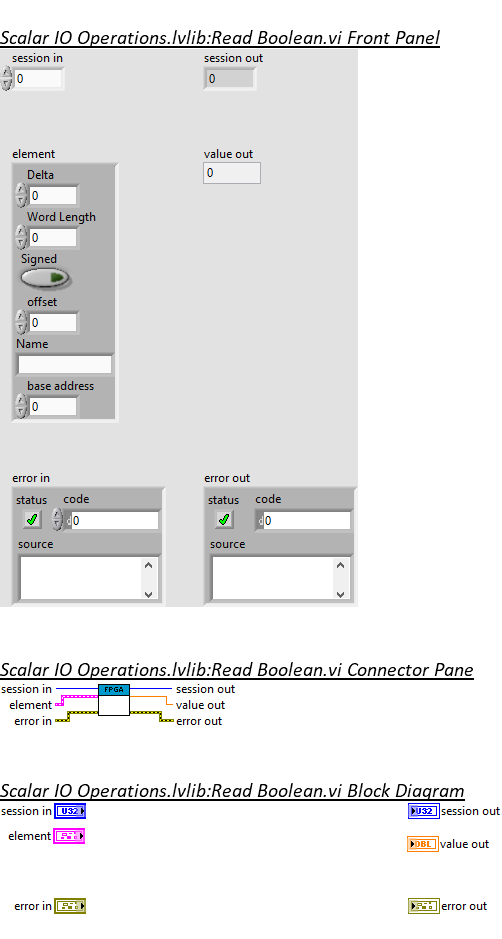 Scalar IO Operations.lvlib:Read Boolean.vi Front Panel
session in session out
0 0
element value out
Delta 0
0
Word Length
0
Signed
offset
0
Name
base address
0
error in error out
status code status code
d0 d0
source source
Scalar IO Operations.lvlib:Read Boolean.vi Connector Pane
session in FPGA session out
element value out
error in error out
Scalar IO Operations.lvlib:Read Boolean.vi Block Diagram
session in U32 U32 session out
element DBL value out
error in error out